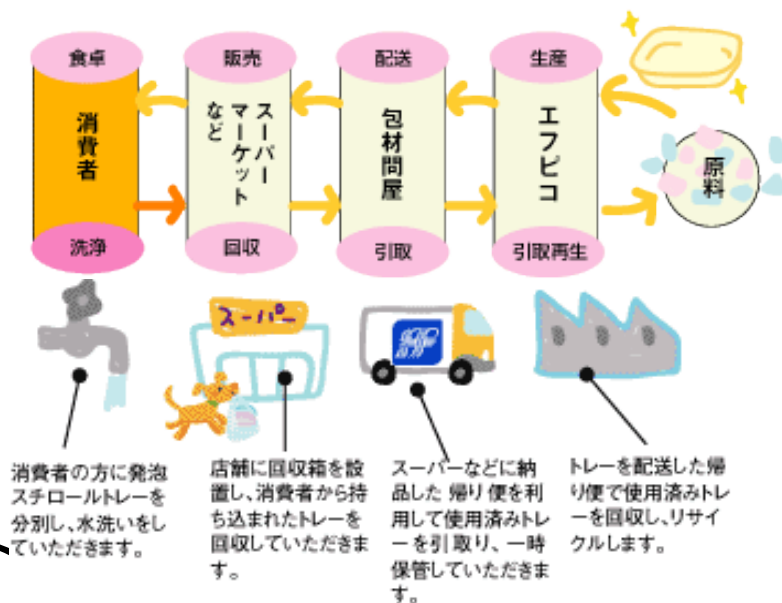 食卓
消費者
洗浄
販売
スーパー
マーケット
など
回収
配送
包材問屋
引取
生産
エフピコ
引取再生
原料
スーパー
消費者の方に発泡
スチロールトレーを
分別し、水洗いをし
ていただきます。
店舗に回収箱を設
置し、消費者から持
ち込まれたトレーを
回収していただきま
す。
スーパーなどに納
品した 帰り便を利
用して使用済みトレ
ーを引取り、一時
保管していただきま
す。
トレーを配送した帰
り便で使用済みトレ
ーを回収し、リサイ
クルします。